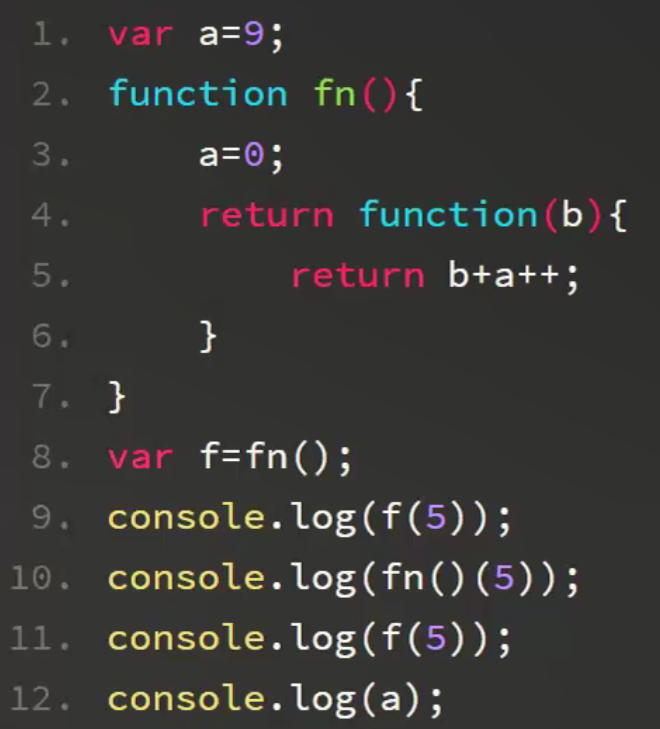 1. var a=9;
2. function fn(){
3.     a=0;
4.     return function(b){
5.         return b+a++;
6.     }
7. }
8. var f=fn();
9. console.log(f(5));
10. console.log(fn()(5));
11. console.log(f(5));
12. console.log(a);